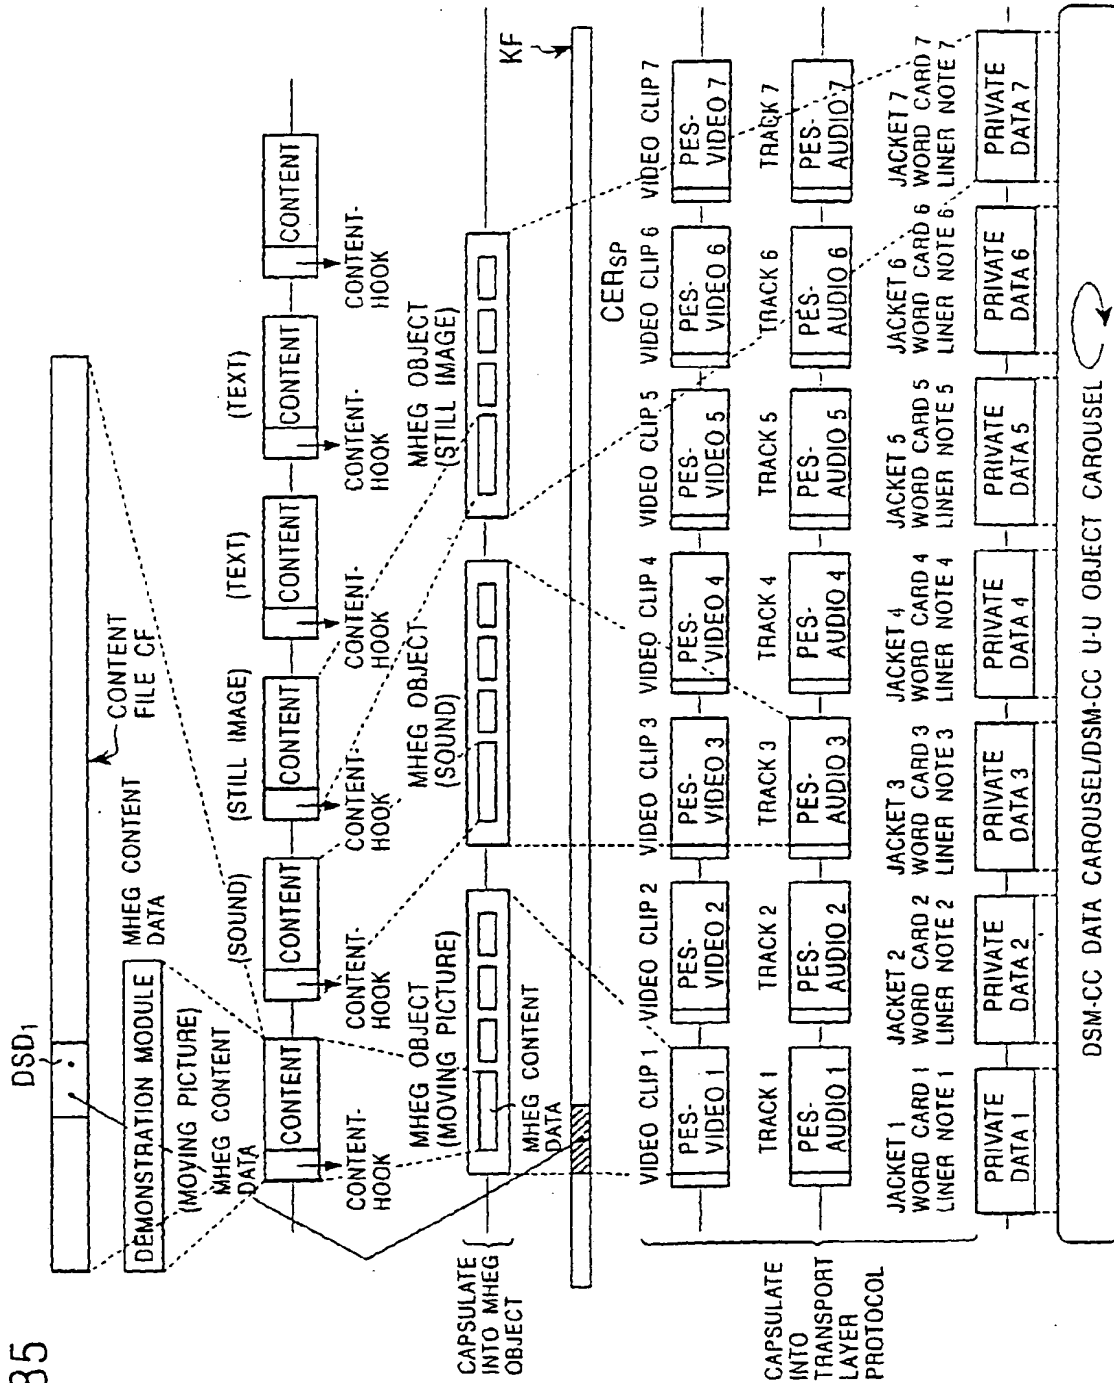 35
DSD1
CONTENT
FILE CF
DEMONSTRATION MODULE
MHEG CONTENT
DATA
(MOVING PICTURE)
MHEG CONTENT
DATA
(SOUND)
(STILL IMAGE)
(TEXT)
(TEXT)
CONTENT
CONTENT
CONTENT
CONTENT
CONTENT
CONTENT-
HOOK
CONTENT-
HOOK
CONTENT-
HOOK
CONTENT-
HOOK
CONTENT-
HOOK
CAPSULATE
INTO MHEG
OBJECT
MHEG OBJECT
(MOVING PICTURE)
MHEG CONTENT
DATA
MHEG OBJECT
(SOUND)
MHEG OBJECT
(STILL IMAGE)
KF
CERSP
CAPSULATE
INTO
TRANSPORT
LAYER
PROTOCOL
VIDEO CLIP 1
VIDEO CLIP 2
VIDEO CLIP 3
VIDEO CLIP 4
VIDEO CLIP 5
VIDEO CLIP 6
VIDEO CLIP 7
PES-
VIDEO 1
PES-
VIDEO 2
PES-
VIDEO 3
PES-
VIDEO 4
PES-
VIDEO 5
PES-
VIDEO 6
PES-
VIDEO 7
TRACK 1
TRACK 2
TRACK 3
TRACK 4
TRACK 5
TRACK 6
TRACK 7
PES-
AUDIO 1
PES-
AUDIO 2
PES-
AUDIO 3
PES-
AUDIO 4
PES-
AUDIO 5
PES-
AUDIO 6
PES-
AUDIO 7
JACKET 1
WORD CARD 1
LINER NOTE 1
JACKET 2
WORD CARD 2
LINER NOTE 2
JACKET 3
WORD CARD 3
LINER NOTE 3
JACKET 4
WORD CARD 4
LINER NOTE 4
JACKET 5
WORD CARD 5
LINER NOTE 5
JACKET 6
WORD CARD 6
LINER NOTE 6
JACKET 7
WORD CARD 7
LINER NOTE 7
PRIVATE
DATA 1
PRIVATE
DATA 2
PRIVATE
DATA 3
PRIVATE
DATA 4
PRIVATE
DATA 5
PRIVATE
DATA 6
PRIVATE
DATA 7
DSM-CC DATA CAROUSEL/DSM-CC U-U OBJECT CAROUSEL